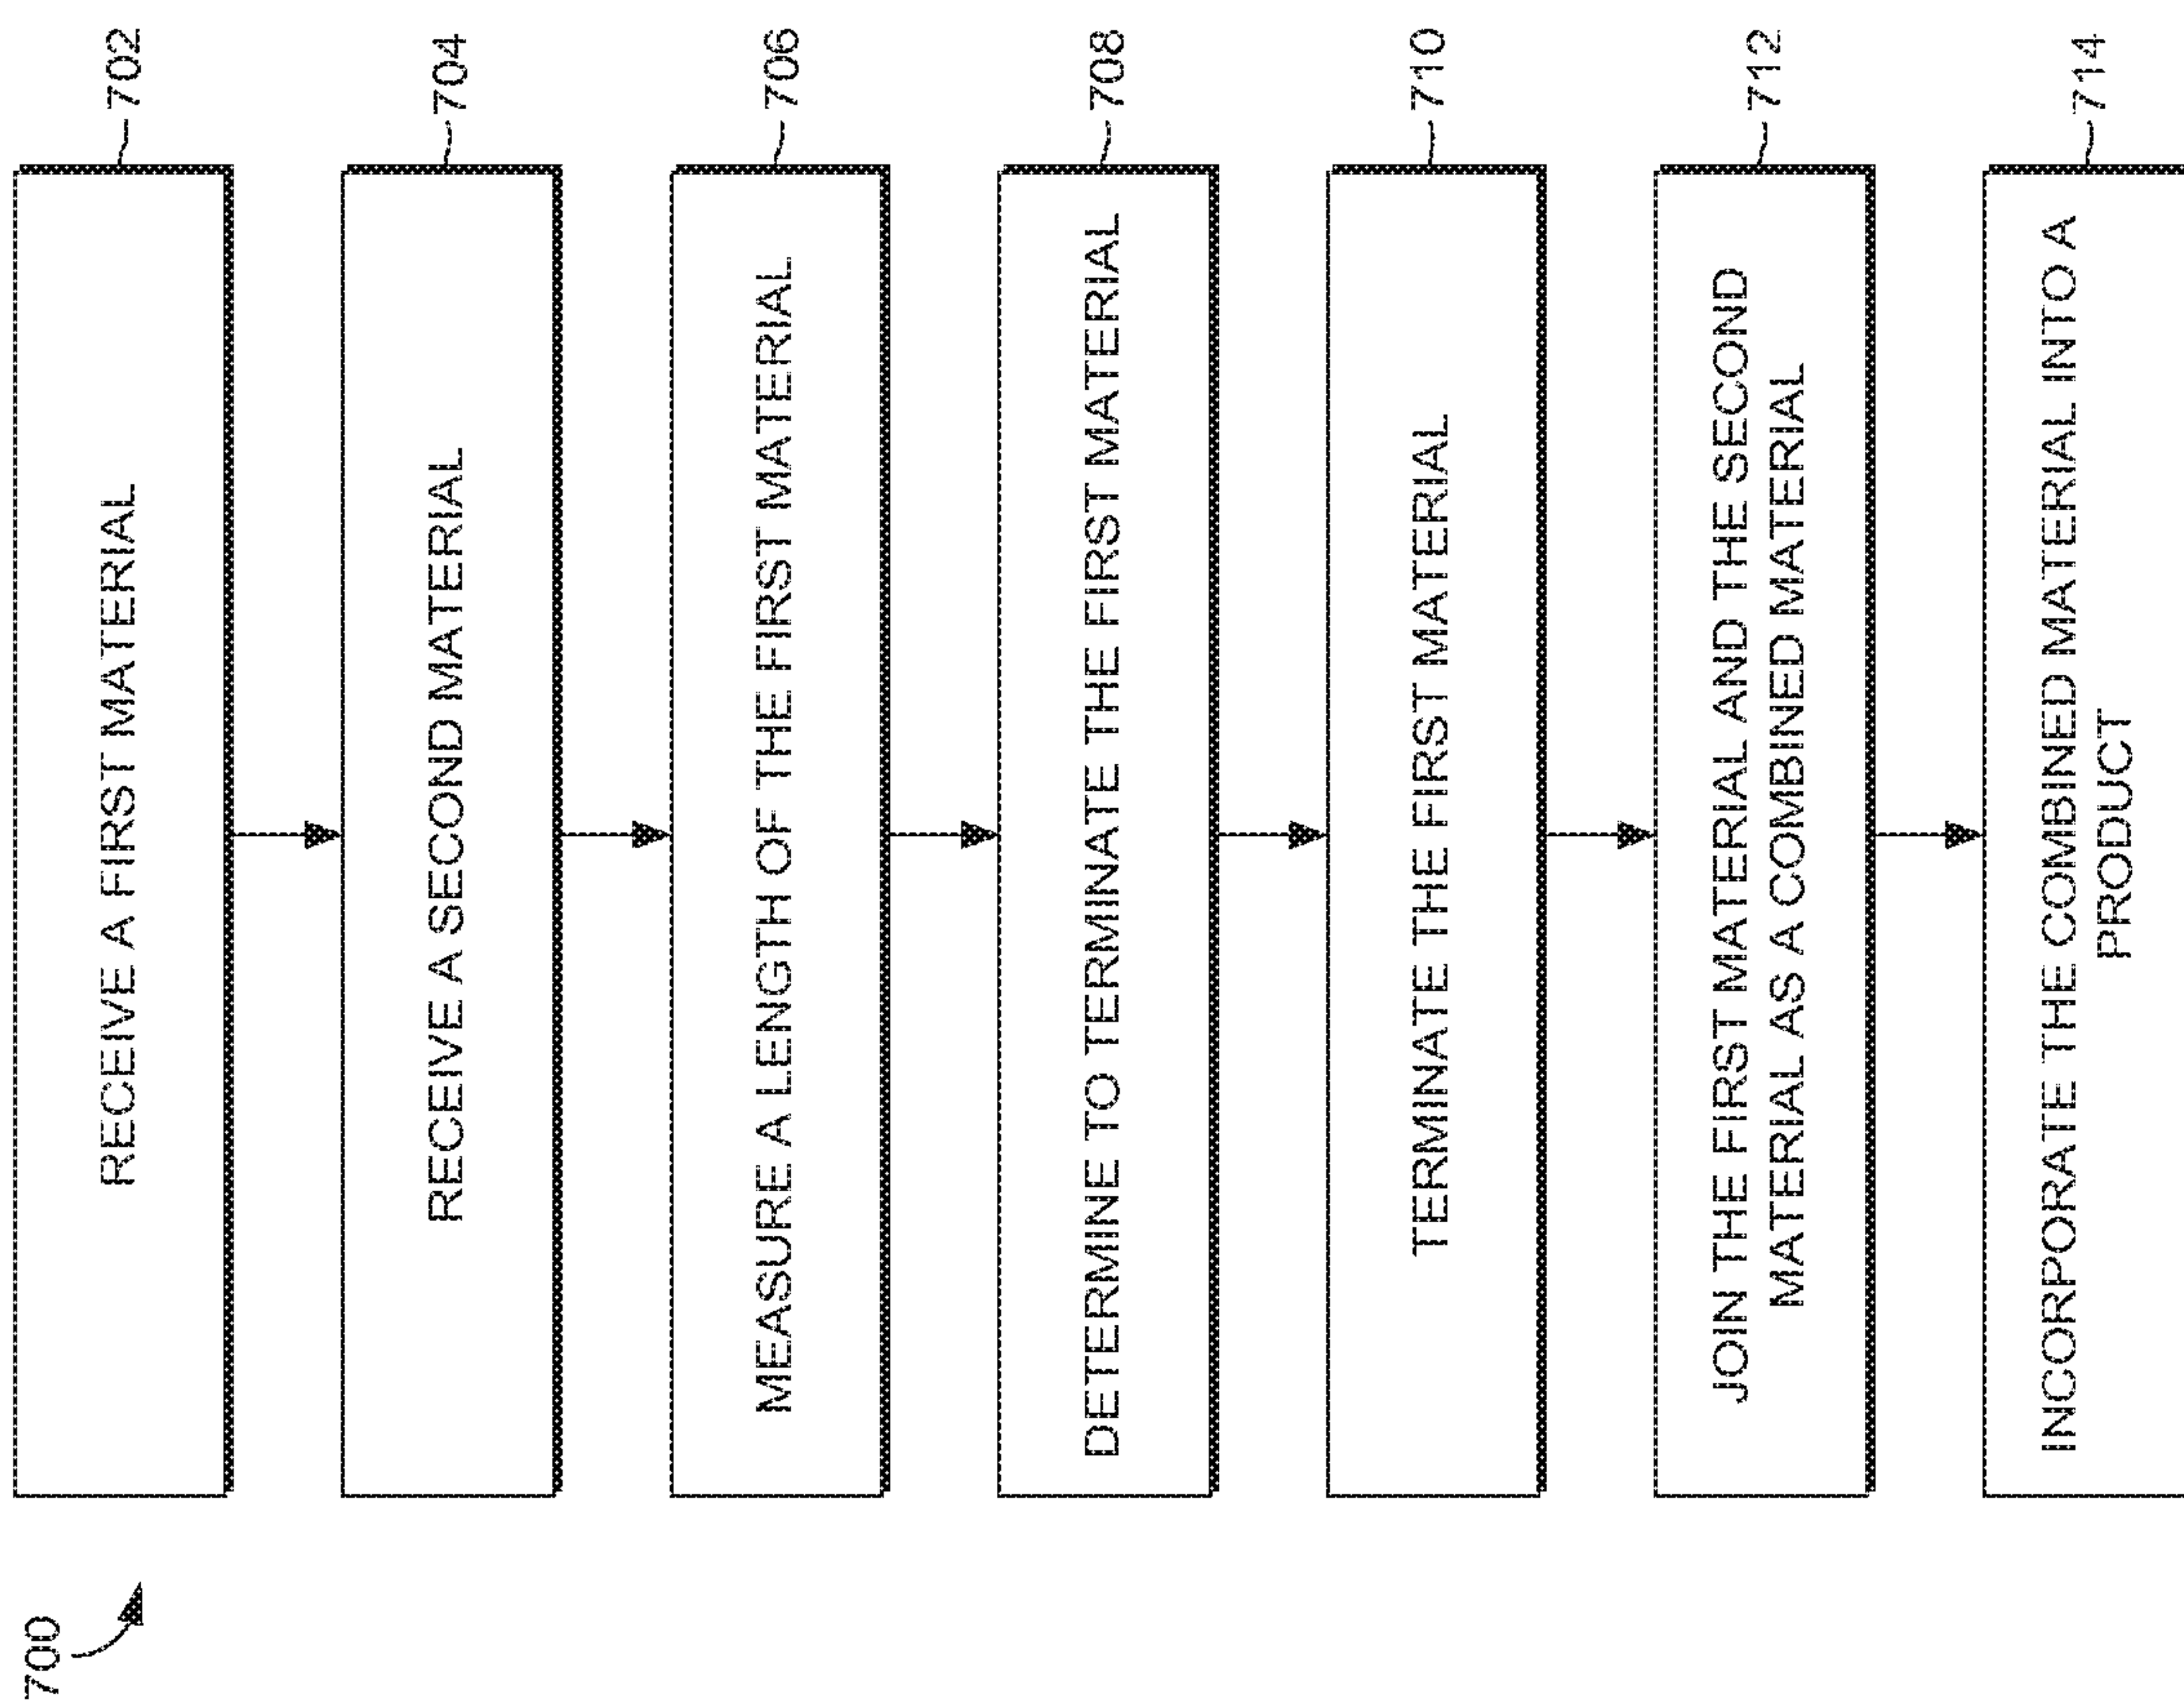 700
RECEIVE A FIRST MATERIAL
702
RECEIVE A SECOND MATERIAL
704
MEASURE A LENGTH OF THE FIRST MATERIAL
706
DETERMINE TO TERMINATE THE FIRST MATERIAL
708
TERMINATE THE FIRST MATERIAL
710
JOIN THE FIRST MATERIAL AND THE SECOND
MATERIAL AS A COMBINED MATERIAL
712
INCORPORATE THE COMBINED MATERIAL INTO A
PRODUCT
714